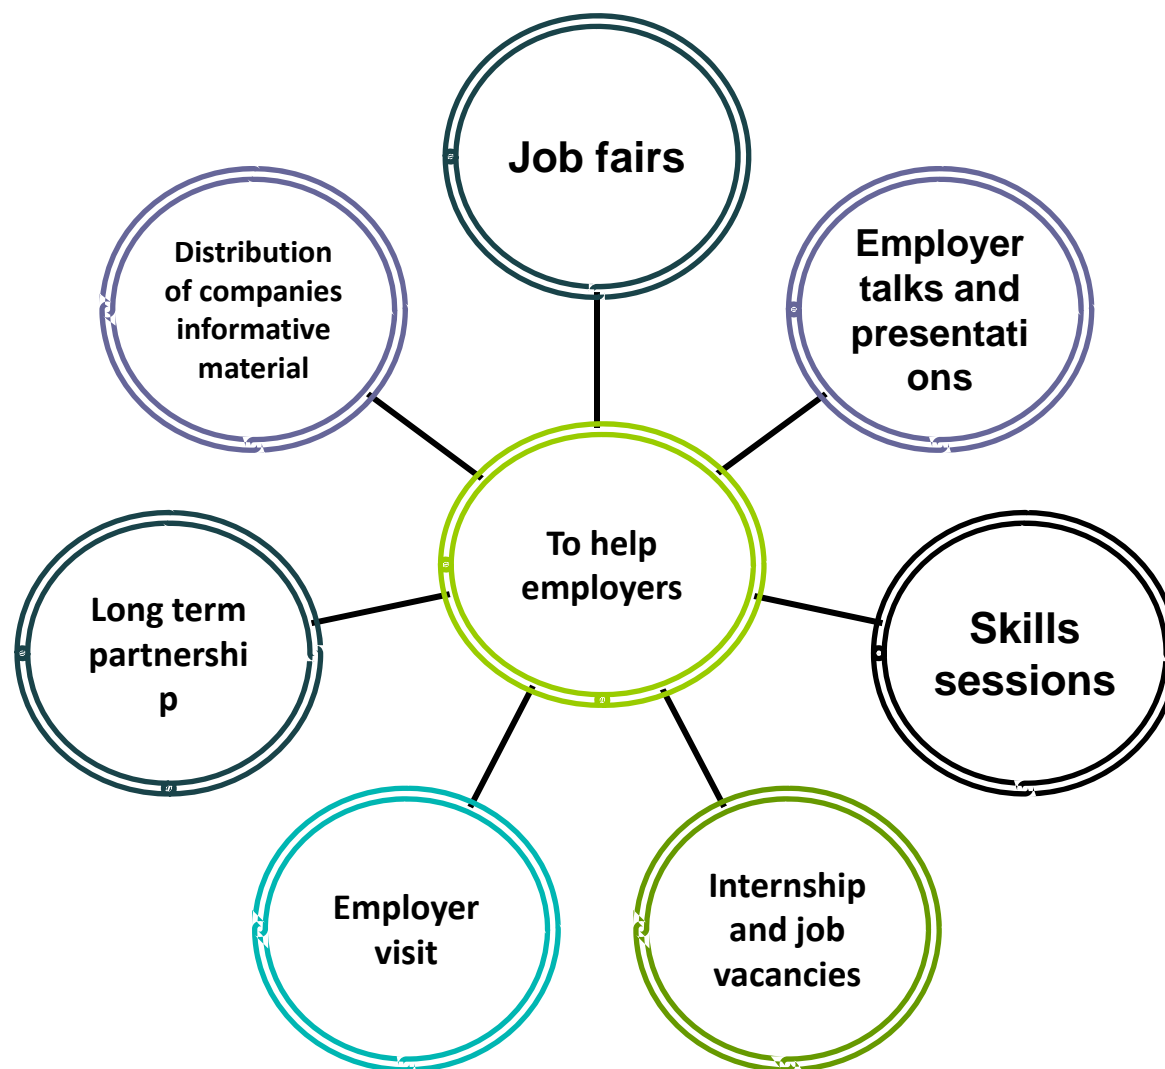 Job fairs
Employer
talks and
presentati
ons
Skills
sessions
Internship
and job
vacancies
Employer
visit
Long term
partnershi
p
Distribution
of companies
informative
material
To help
employers